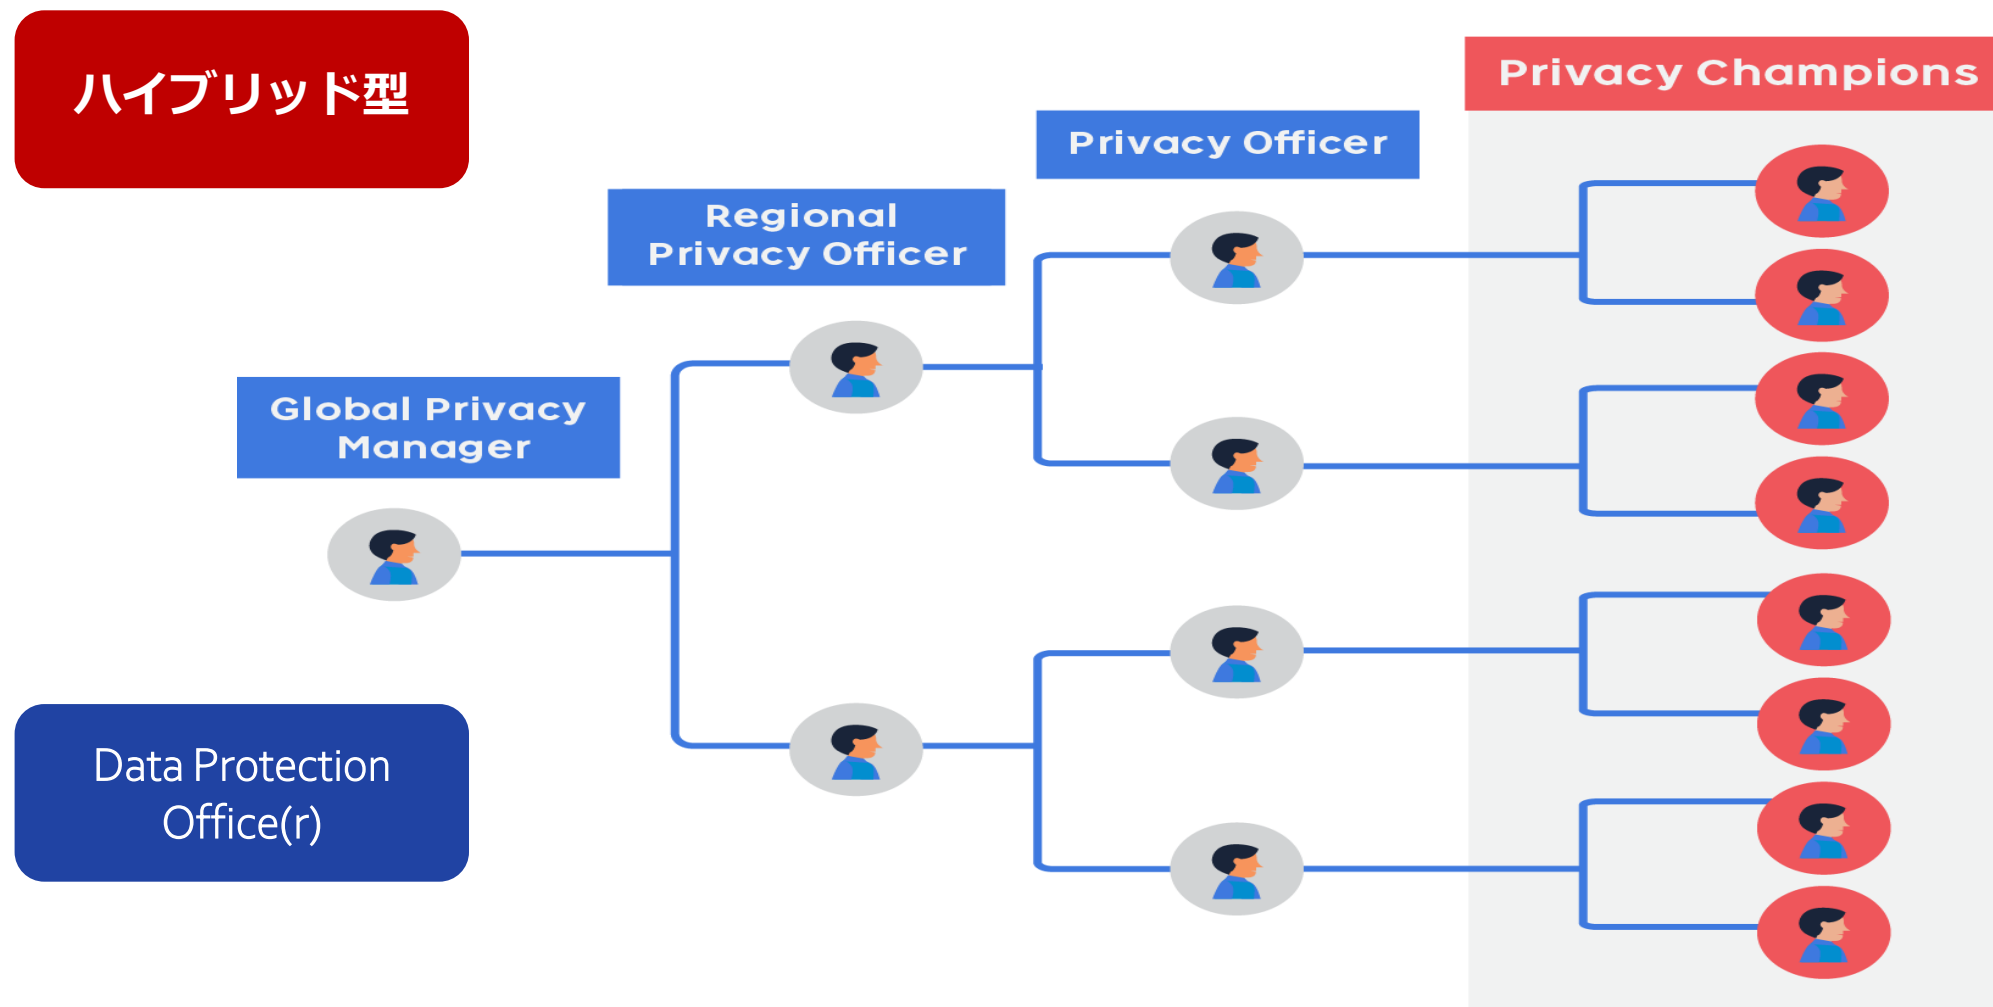 ハイブリッド型
Privacy Champions
Privacy Officer
Regional
Privacy Officer
Global Privacy
Manager
Data Protection
Office(r)